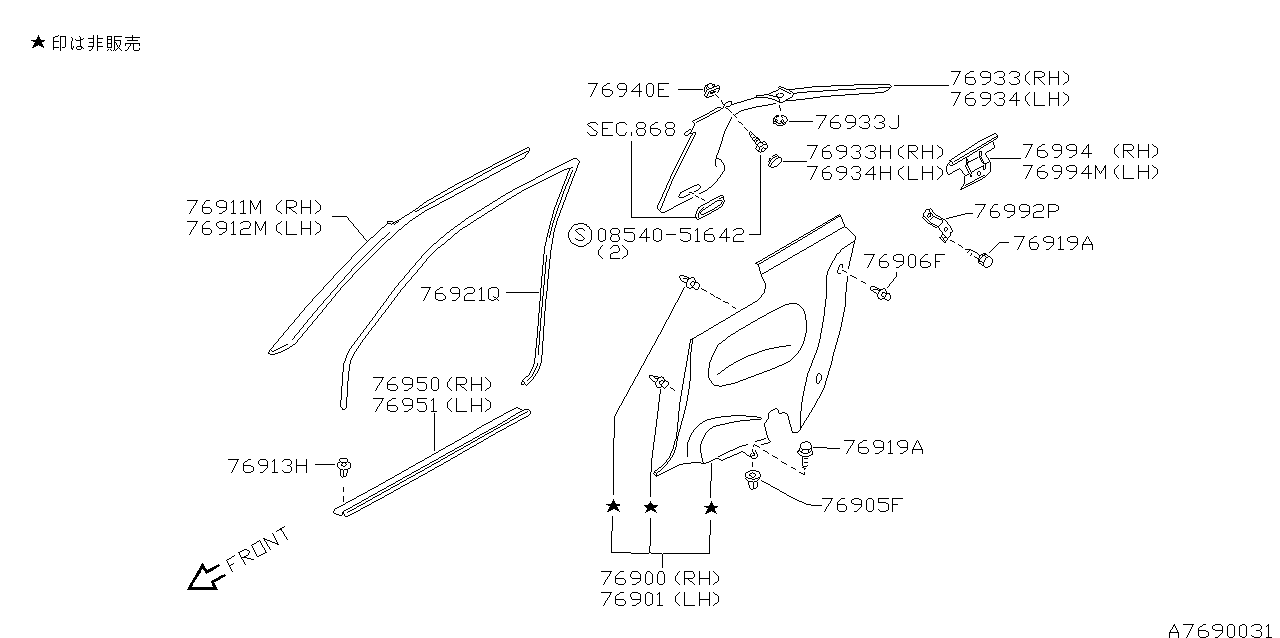 ★印は非販売
76940E
76933(RH)
76934(LH)
76933J
SEC.868
76933H(RH)
76934H(LH)
76994 (RH)
76994M(LH)
76911M (RH)
76912M (LH)
76992P
S 08540-51642
(2)
76919A
76906F
76921Q
76950 (RH)
76951 (LH)
76919A
76913H
76905F
FRONT
★ ★ ★
76900 (RH)
76901 (LH)
A7690031